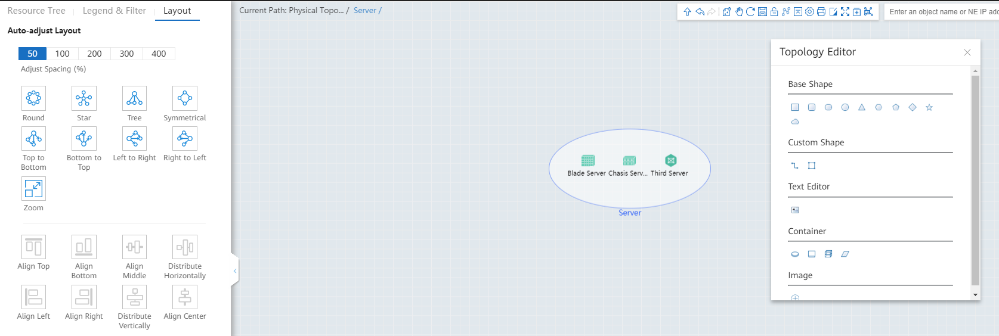 Resource Tree
Legend & Filter
Layout
Current Path: Physical Topo... /
Server /
Enter an object name or NE IP
Auto-adjust Layout
50
100
200
300
400
Adjust Spacing (%)
Round
Star
Tree
Symmetrical
Top to
Bottom
Bottom to
Top
Left to Right
Right to Left
Zoom
Align Top
Align
Bottom
Align
Middle
Distribute
Horizontally
Align Left
Align Right
Distribute
Vertically
Align Center
Blade Server
Chasis Serv...
Third Server
Server
Topology Editor
Base Shape
Custom Shape
Text Editor
Container
Image